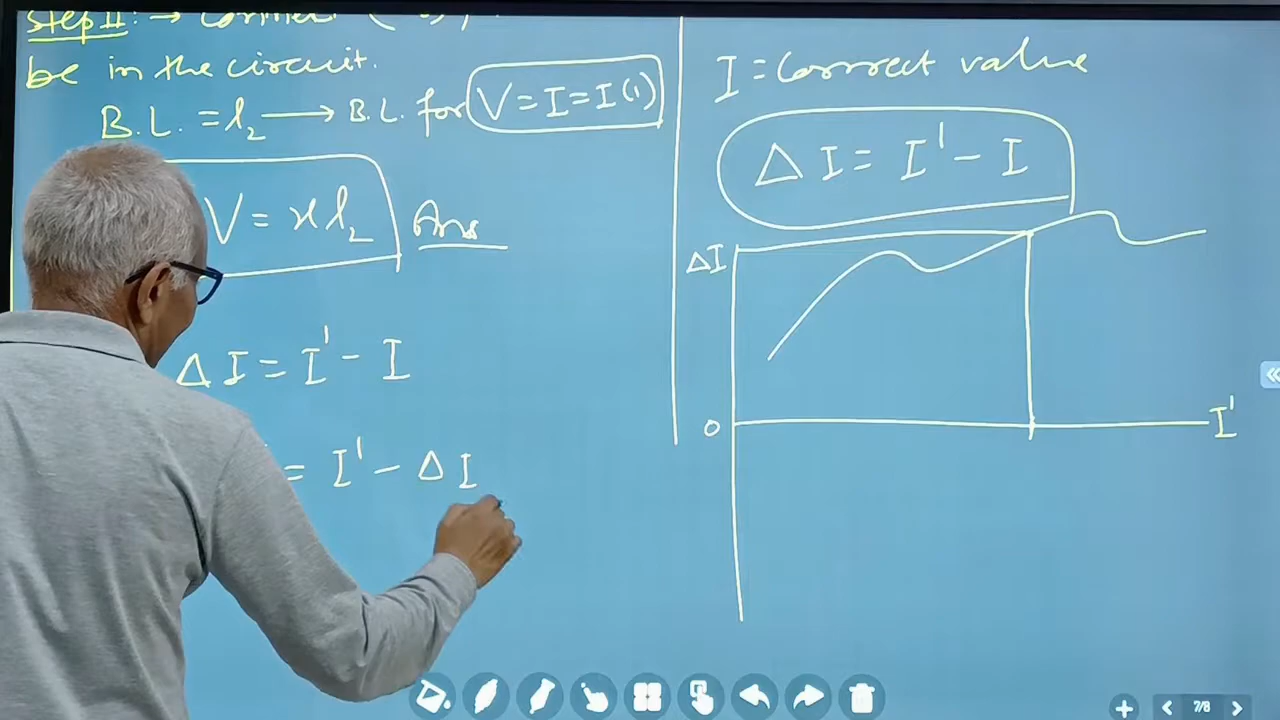 Step II: → Connect (
be in the circuit.
B.L. = l₂ → B.L. for V = I = I(1)
V = xl₂ Ans
ΔI = I' - I
= I' - ΔI
I = Correct value
ΔI = I' - I
ΔI
0
I'
7/8